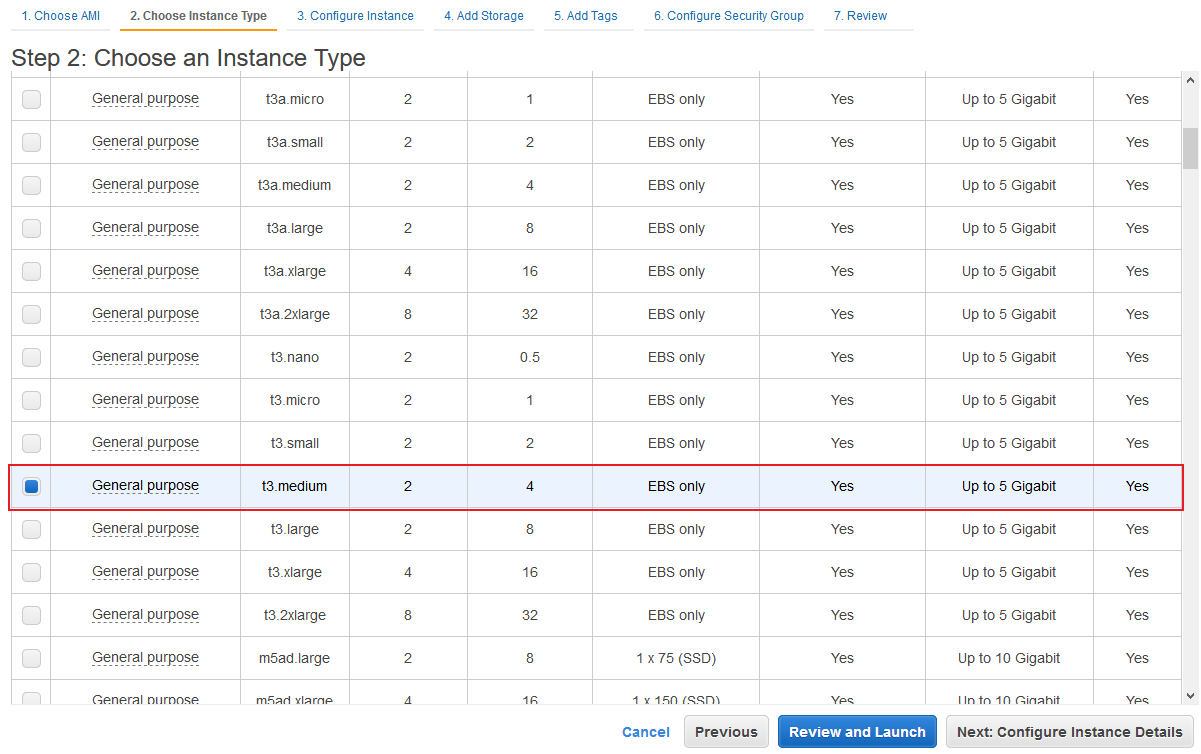 1. Choose AMI 2. Choose Instance Type 3. Configure Instance 4. Add Storage 5. Add Tags 6. Configure Security Group 7. Review
Step 2: Choose an Instance Type
General purpose t3a.micro 2 1 EBS only Yes Up to 5 Gigabit Yes
General purpose t3a.small 2 2 EBS only Yes Up to 5 Gigabit Yes
General purpose t3a.medium 2 4 EBS only Yes Up to 5 Gigabit Yes
General purpose t3a.large 2 8 EBS only Yes Up to 5 Gigabit Yes
General purpose t3a.xlarge 4 16 EBS only Yes Up to 5 Gigabit Yes
General purpose t3a.2xlarge 8 32 EBS only Yes Up to 5 Gigabit Yes
General purpose t3.nano 2 0.5 EBS only Yes Up to 5 Gigabit Yes
General purpose t3.micro 2 1 EBS only Yes Up to 5 Gigabit Yes
General purpose t3.small 2 2 EBS only Yes Up to 5 Gigabit Yes
General purpose t3.medium 2 4 EBS only Yes Up to 5 Gigabit Yes
General purpose t3.large 2 8 EBS only Yes Up to 5 Gigabit Yes
General purpose t3.xlarge 4 16 EBS only Yes Up to 5 Gigabit Yes
General purpose t3.2xlarge 8 32 EBS only Yes Up to 5 Gigabit Yes
General purpose m5ad.large 2 8 1 x 75 (SSD) Yes Up to 10 Gigabit Yes
General purpose m5ad.xlarge 4 16 1 x 150 (SSD) Yes Up to 10 Gigabit Yes
Cancel Previous Review and Launch Next: Configure Instance Details